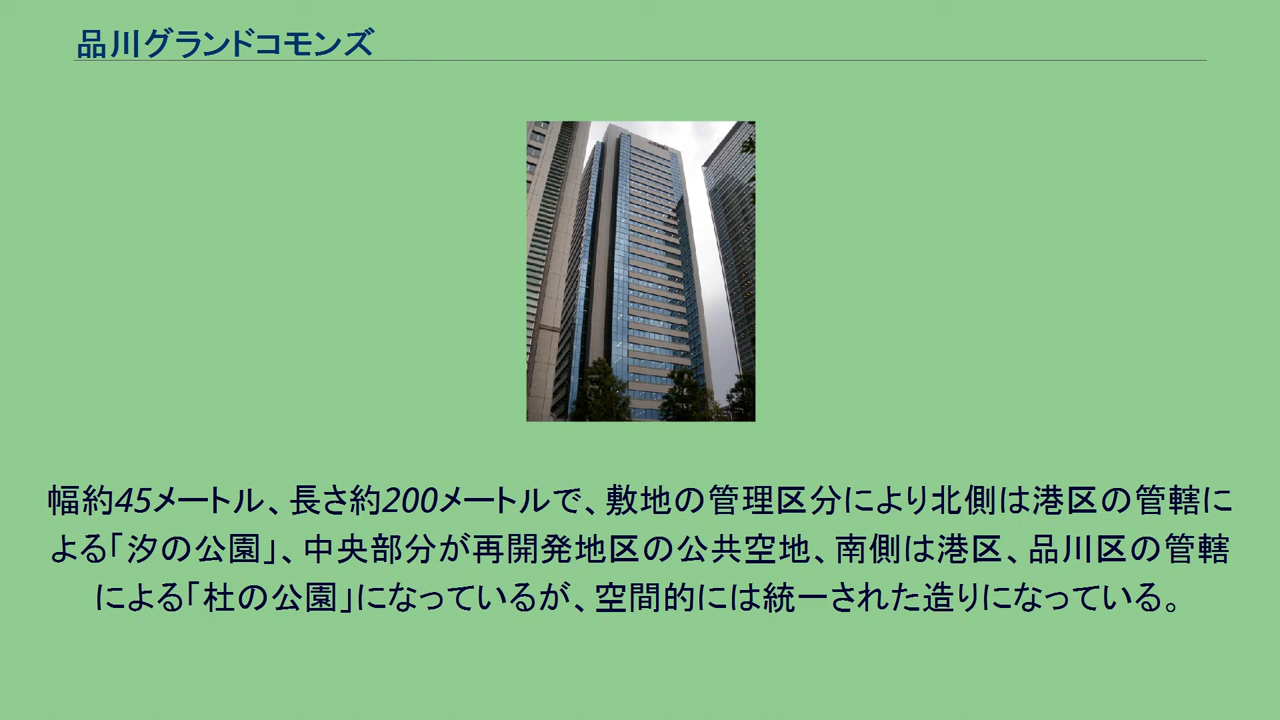 品川グランドコモンズ
幅約45メートル、長さ約200メートルで、敷地の管理区分により北側は港区の管轄に
よる「汐の公園」、中央部分が再開発地区の公共空地、南側は港区、品川区の管轄
による「杜の公園」になっているが、空間的には統一された造りになっている。